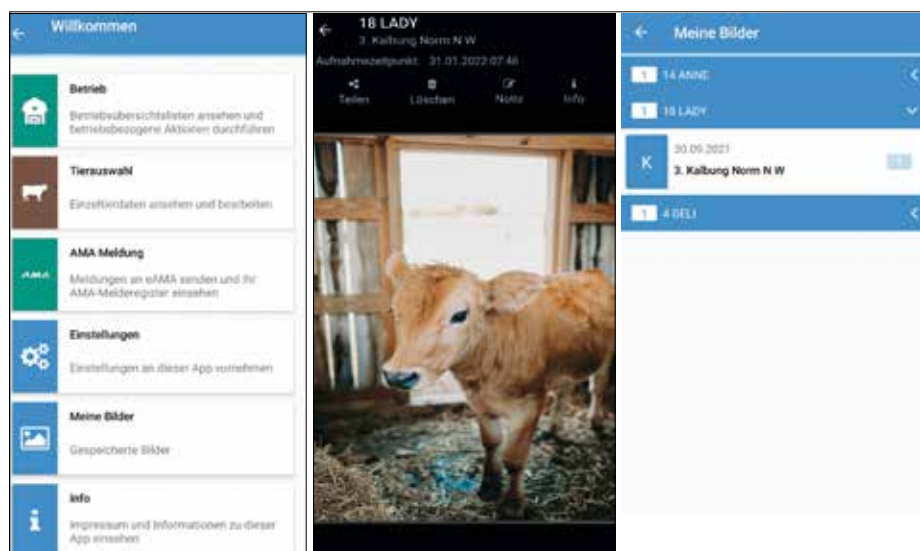 Willkommen
Betrieb
Betriebsübersichtslisten ansehen und
betriebsbezogene Aktionen durchführen
Tierauswahl
Einzeltierdaten ansehen und bearbeiten
AMA
AMA Meldung
Meldungen an eAMA senden und Ihr
AMA-Melderegister einsehen
Einstellungen
Einstellungen an dieser App vornehmen
Meine Bilder
Gespeicherte Bilder
Info
Impressum und Informationen zu dieser
App einsehen
18 LADY
3. Kalbung Norm N W
Aufnahmezeitpunkt: 31.01.2022 07:46
Teilen
Löschen
Notiz
Info
Meine Bilder
1 14 ANNE
1 18 LADY
K
30.09.2021
3. Kalbung Norm N W
1
1 4 GELI